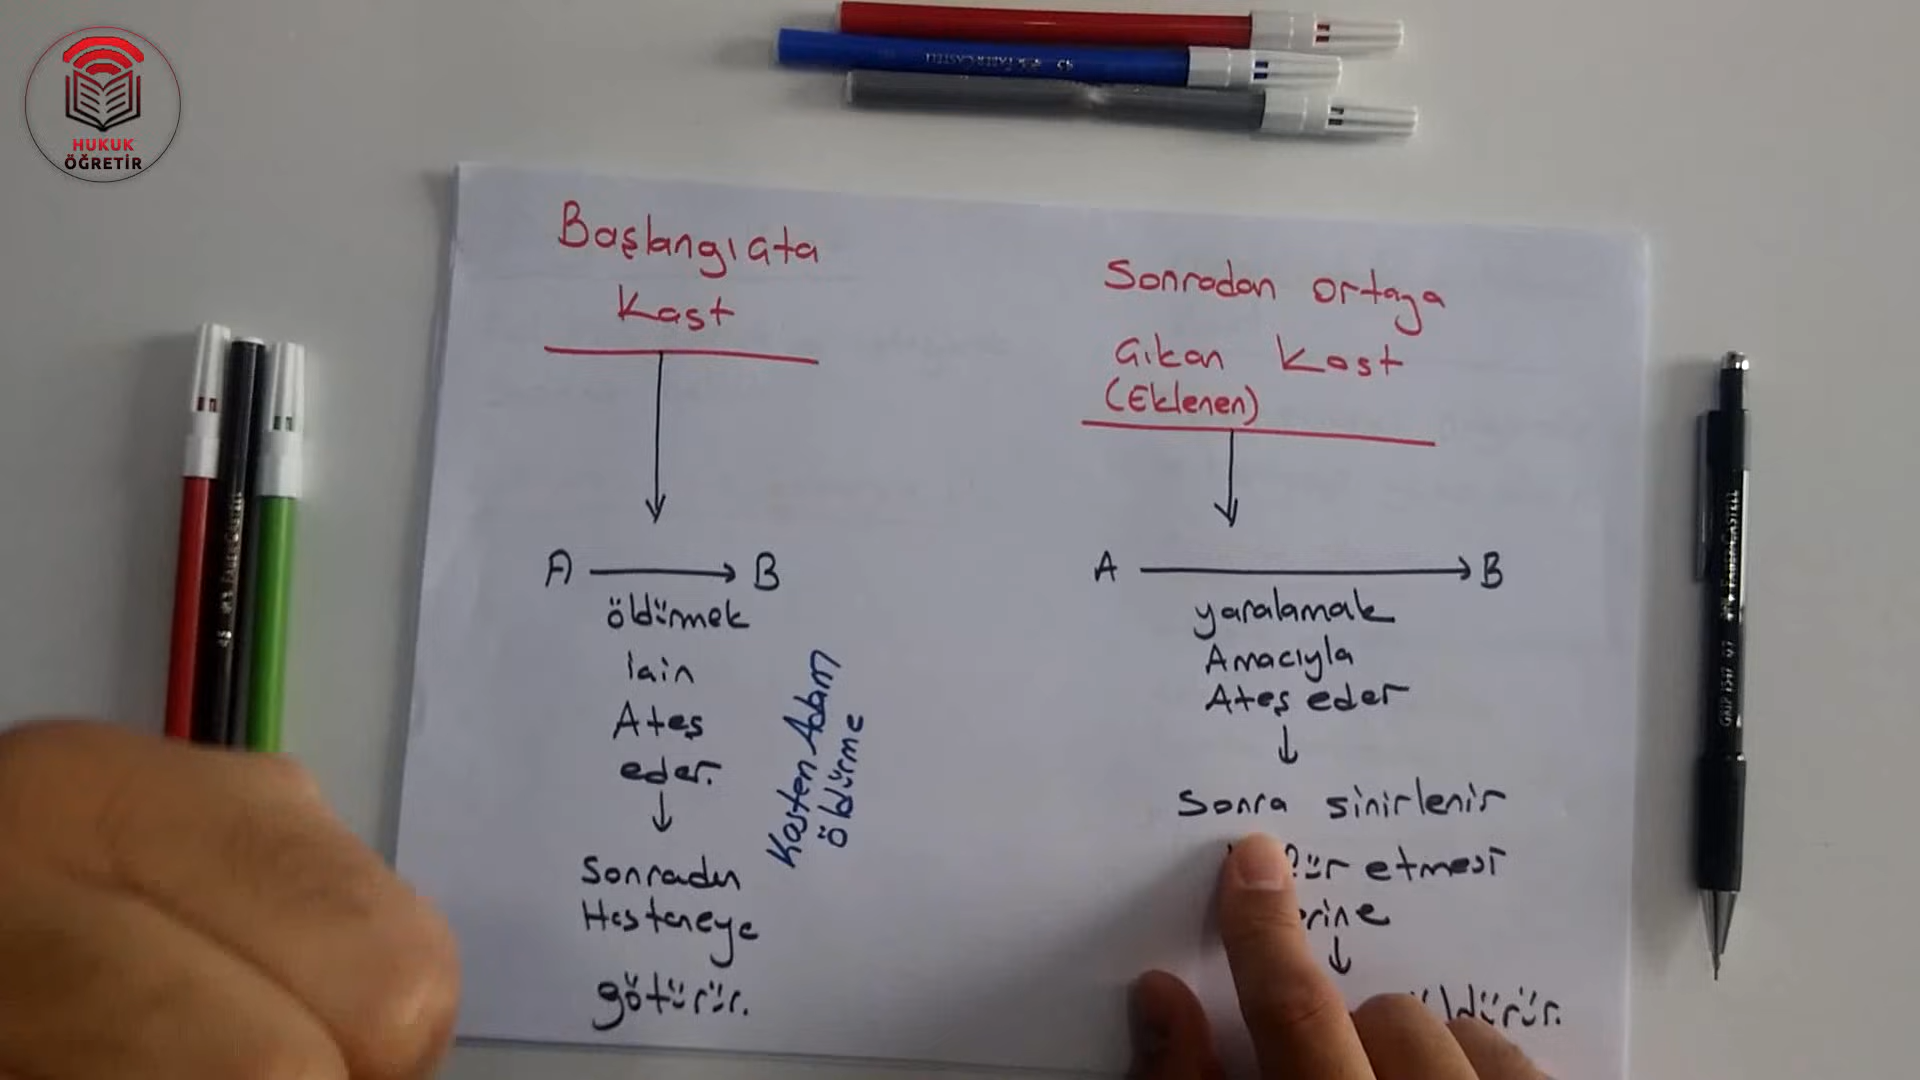 HUKUK
ÖĞRETİR
Başlangıçta
Kast
A → B
öldürmek
için
Ateş
eder.
↓
Sonradan
Hastaneye
götürür.
Kasten Adam
öldürme
Sonradan ortaya
çıkan Kast
(Eklenen)
A → B
yaralamak
Amacıyla
Ateş eder
↓
Sonra sinirlenir
etmesi
↓